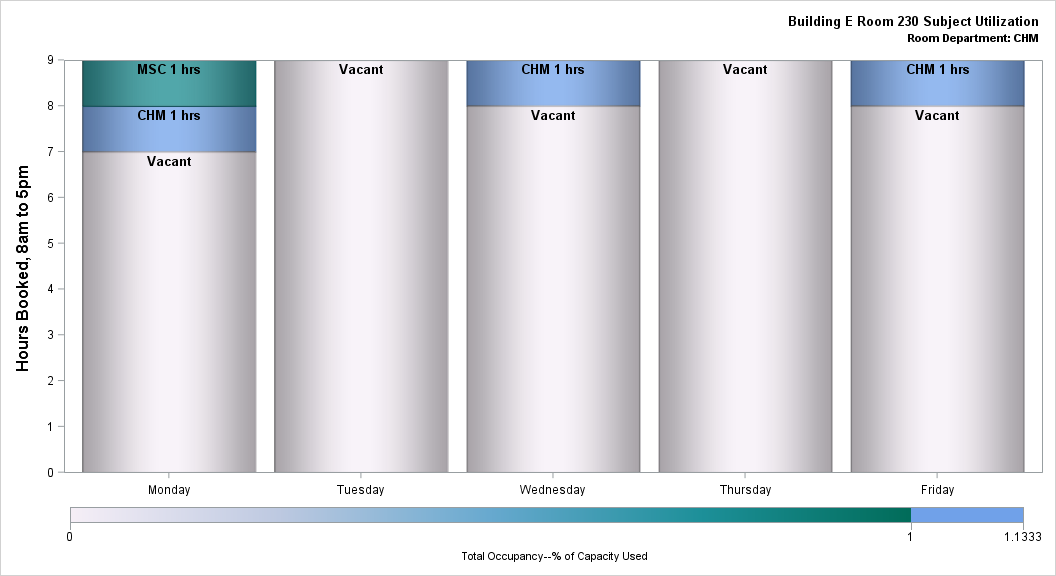 Building E Room 230 Subject Utilization
Room Department: CHM
Hours Booked, 8am to 5pm
9
8
7
6
5
4
3
2
1
0
MSC 1 hrs
CHM 1 hrs
Vacant
Vacant
CHM 1 hrs
Vacant
Vacant
CHM 1 hrs
Vacant
Monday Tuesday Wednesday Thursday Friday
0 1 1.1333
Total Occupancy--% of Capacity Used